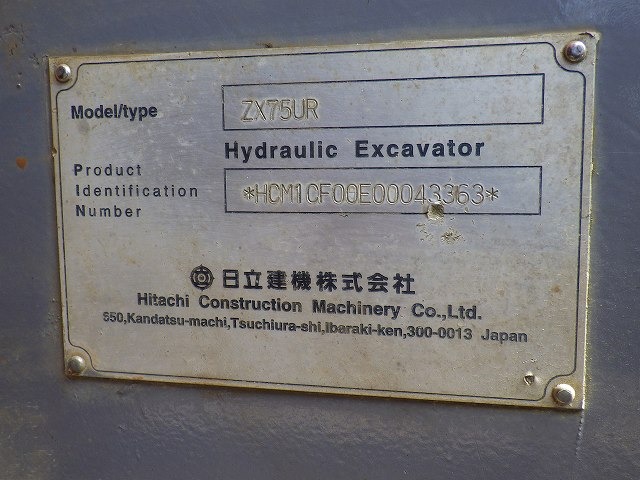 Model/type
ZX75UR
Hydraulic Excavator
Product
Identification
Number
*HCM1CF00E00043363*
日立建機株式会社
Hitachi Construction Machinery Co.,Ltd.
650,Kandatsu-machi,Tsuchiura-shi,Ibaraki-ken,300-0013 Japan